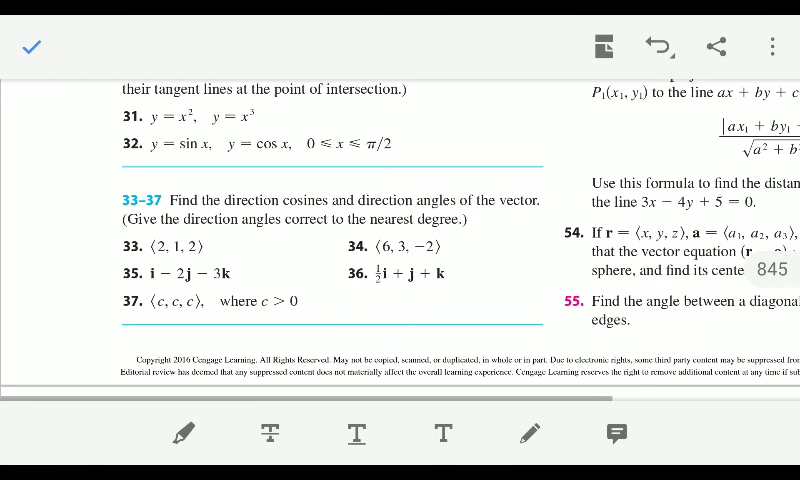 their tangent lines at the point of intersection.)
31. y = x², y = x³
32. y = sin x, y = cos x, 0 ≤ x ≤ π/2
33–37 Find the direction cosines and direction angles of the vector.
(Give the direction angles correct to the nearest degree.)
33. ⟨2, 1, 2⟩ 34. ⟨6, 3, −2⟩
35. i − 2j − 3k 36. ½i + j + k
37. ⟨c, c, c⟩, where c > 0
P₁(x₁, y₁) to the line ax + by + c
|ax₁ + by₁ +
√a² + b²
Use this formula to find the distan
the line 3x − 4y + 5 = 0.
54. If r = ⟨x, y, z⟩, a = ⟨a₁, a₂, a₃⟩,
that the vector equation (r
sphere, and find its cente
845
55. Find the angle between a diagonal
edges.
Copyright 2016 Cengage Learning. All Rights Reserved. May not be copied, scanned, or duplicated, in whole or in part. Due to electronic rights, some third party content may be suppressed from
Editorial review has deemed that any suppressed content does not materially affect the overall learning experience. Cengage Learning reserves the right to remove additional content at any time if sub